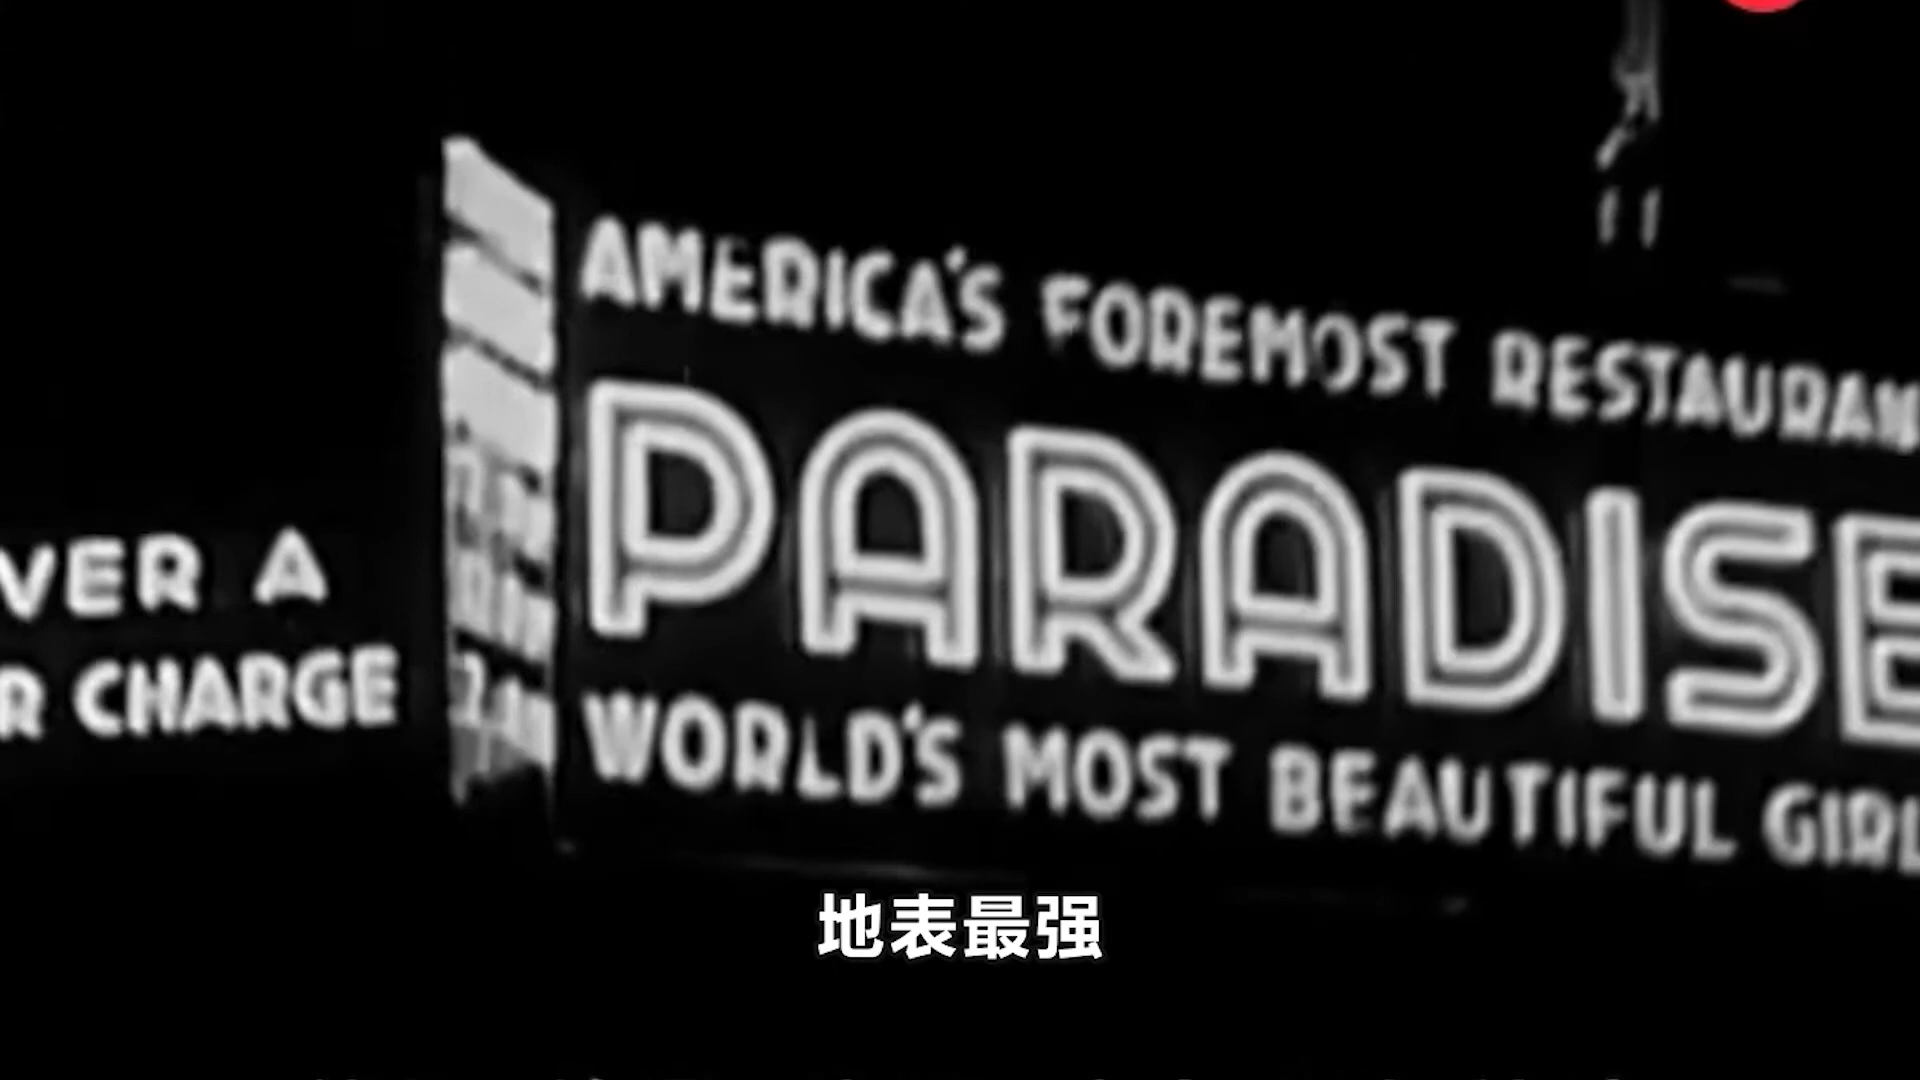 AMERICA'S FOREMOST RESTAURAN
PARADISE
WORLD'S MOST BEAUTIFUL GIRL
VER A
R CHARGE
地表最强